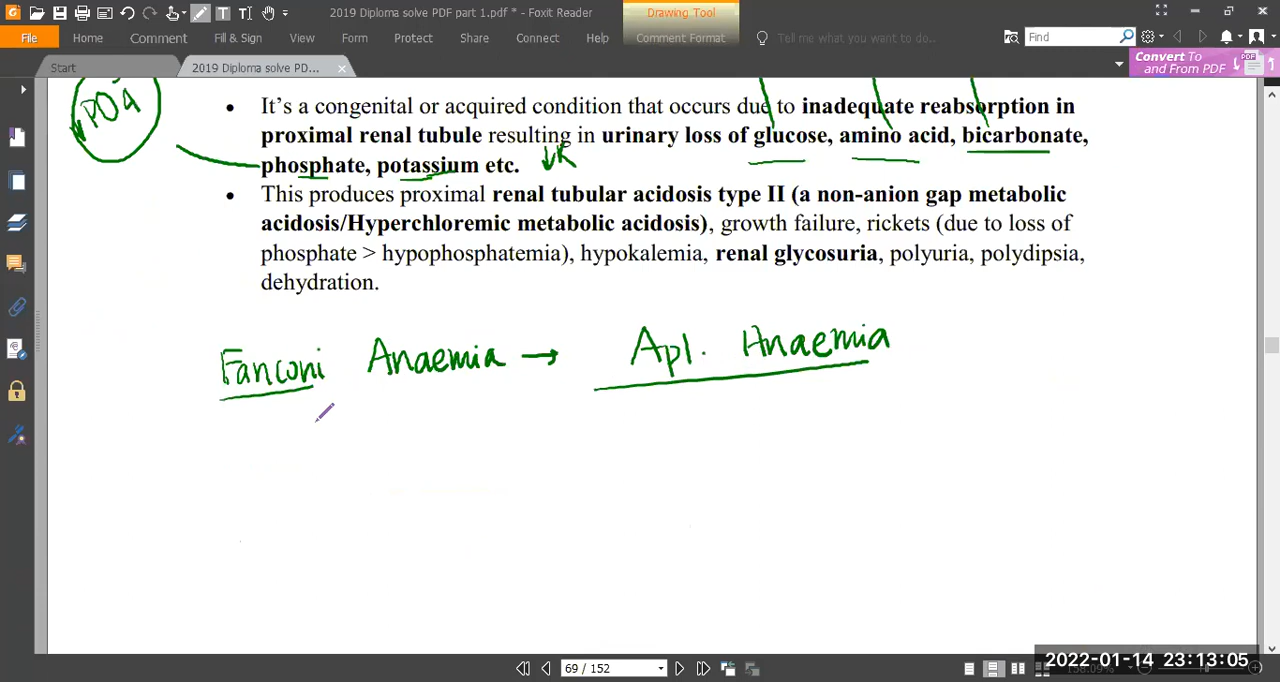 2019 Diploma solve PDF part 1.pdf * - Foxit Reader
Drawing Tool
File Home Comment Fill & Sign View Form Protect Share Connect Help Comment Format Tell me what you want to do.. Find
Start 2019 Diploma solve PD... Convert To
and From PDF
PO4
• It's a congenital or acquired condition that occurs due to inadequate reabsorption in
proximal renal tubule resulting in urinary loss of glucose, amino acid, bicarbonate,
phosphate, potassium etc. ↓K
• This produces proximal renal tubular acidosis type II (a non-anion gap metabolic
acidosis/Hyperchloremic metabolic acidosis), growth failure, rickets (due to loss of
phosphate > hypophosphatemia), hypokalemia, renal glycosuria, polyuria, polydipsia,
dehydration.
Fanconi Anaemia → Apl. Anaemia
69 / 152
2022-01-14 23:13:05